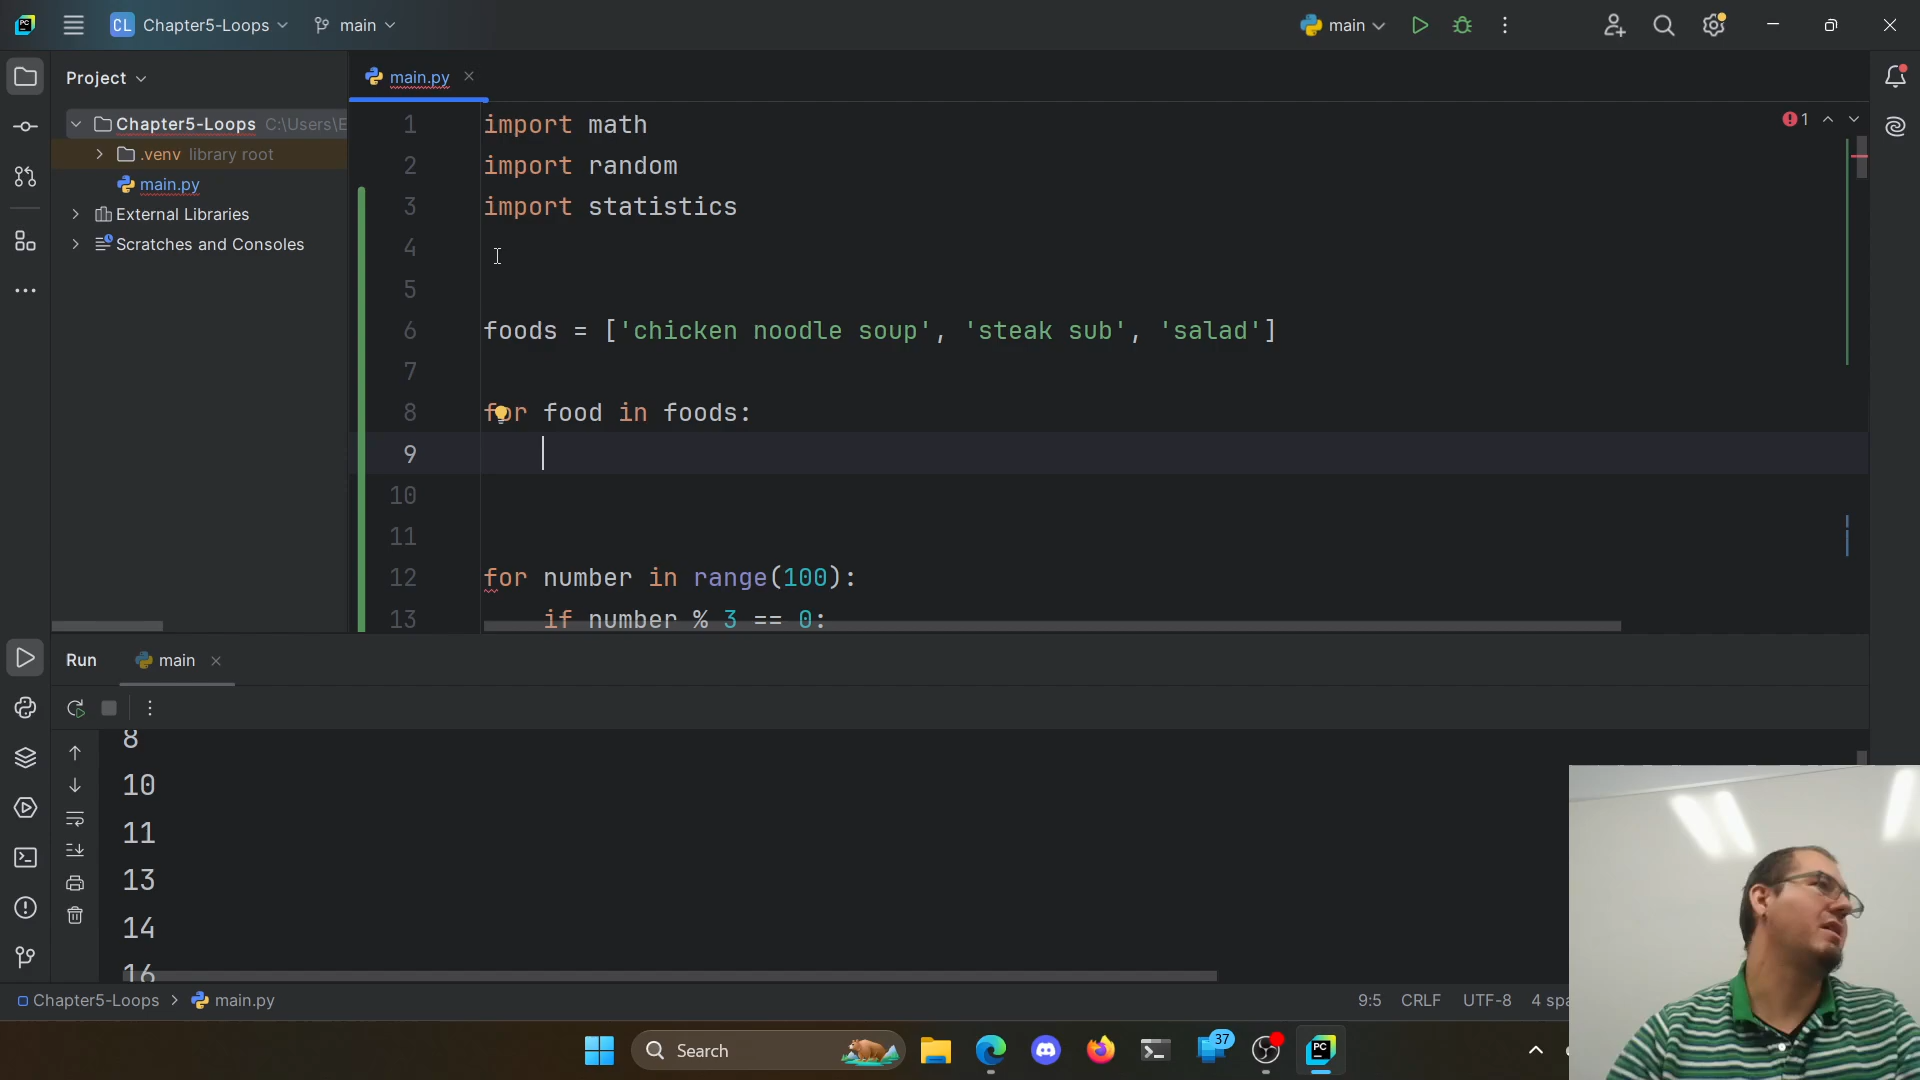 PC
CL Chapter5-Loops
main
main
Project
main.py
Chapter5-Loops C:\Users\E
.venv library root
main.py
External Libraries
Scratches and Consoles
1 import math
2 import random
3 import statistics
4
5
6 foods = ['chicken noodle soup', 'steak sub', 'salad']
7
8 for food in foods:
9
10
11
12 for number in range(100):
13 if number % 3 == 0:
1
Run
main
8
10
11
13
14
16
Chapter5-Loops > main.py
9:5 CRLF UTF-8 4 spa
Search
37
PC